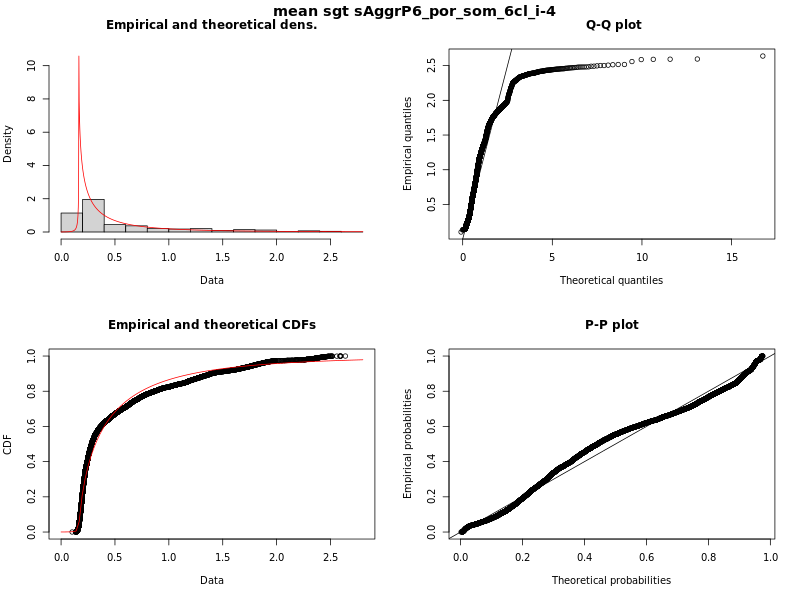 mean sgt sAggrP6_por_som_6cl_i-4
Empirical and theoretical dens.
Density
0 2 4 6 8 10
0.0 0.5 1.0 1.5 2.0 2.5
Data
Q-Q plot
Empirical quantiles
0.5 1.0 1.5 2.0 2.5
0 5 10 15
Theoretical quantiles
Empirical and theoretical CDFs
CDF
0.0 0.2 0.4 0.6 0.8 1.0
0.0 0.5 1.0 1.5 2.0 2.5
Data
P-P plot
Empirical probabilities
0.0 0.2 0.4 0.6 0.8 1.0
0.0 0.2 0.4 0.6 0.8 1.0
Theoretical probabilities